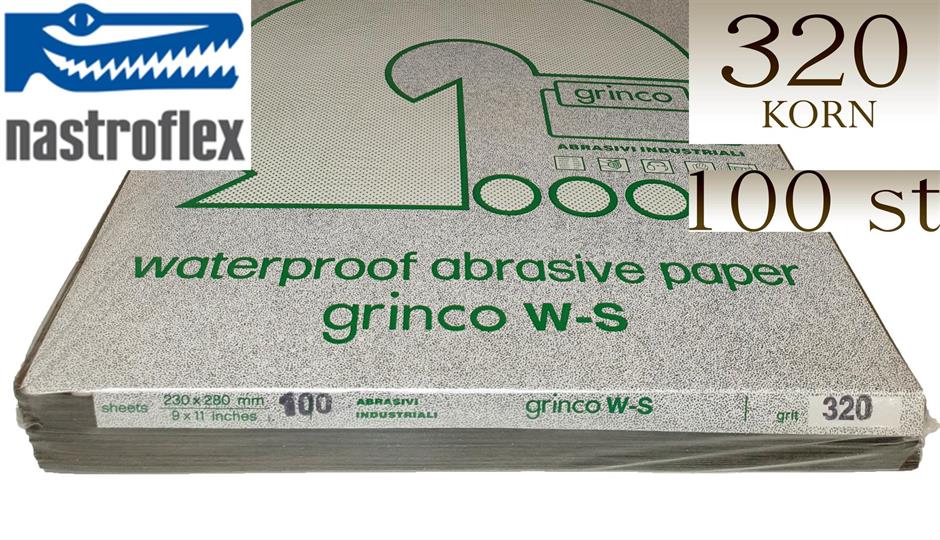 nastroflex
320
KORN
100 st
grinco
ABRASIVI INDUSTRIALI
1.000
waterproof abrasive paper
grinco W-S
sheets 230 x 280 mm
9 x 11 inches
100
ABRASIVI
INDUSTRIALI
grinco W-S
grit 320